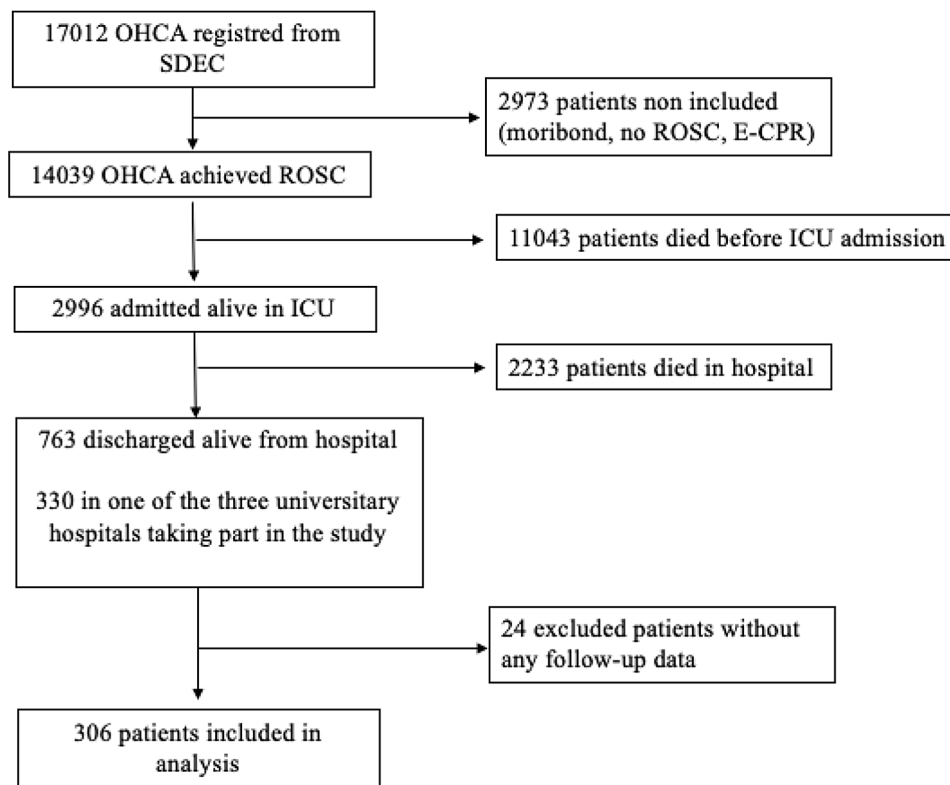 17012 OHCA registred from
SDEC
2973 patients non included
(moribond, no ROSC, E-CPR)
14039 OHCA achieved ROSC
11043 patients died before ICU admission
2996 admitted alive in ICU
2233 patients died in hospital
763 discharged alive from hospital
330 in one of the three universitary
hospitals taking part in the study
24 excluded patients without
any follow-up data
306 patients included in
analysis